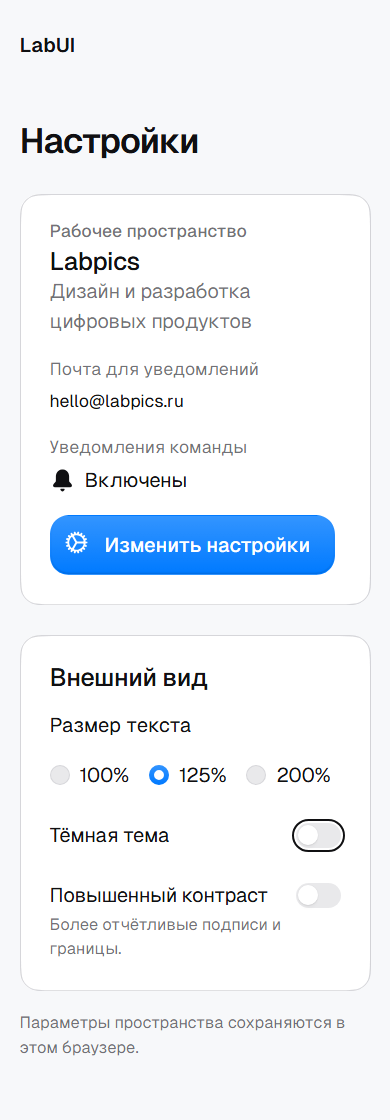 LabUI
Настройки
Рабочее пространство
Labpics
Дизайн и разработка
цифровых продуктов
Почта для уведомлений
hello@labpics.ru
Уведомления команды
Включены
Изменить настройки
Внешний вид
Размер текста
100% 125% 200%
Тёмная тема
Повышенный контраст
Более отчётливые подписи и
границы.
Параметры пространства сохраняются в
этом браузере.